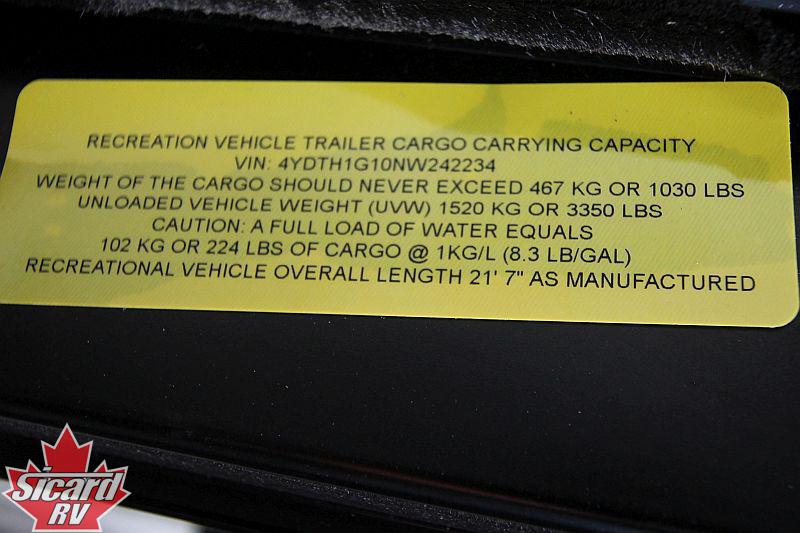 RECREATION VEHICLE TRAILER CARGO CARRYING CAPACITY
VIN: 4YDTH1G10NW242234
WEIGHT OF THE CARGO SHOULD NEVER EXCEED 467 KG OR 1030 LBS
UNLOADED VEHICLE WEIGHT (UVW) 1520 KG OR 3350 LBS
CAUTION: A FULL LOAD OF WATER EQUALS
102 KG OR 224 LBS OF CARGO @ 1KG/L (8.3 LB/GAL)
RECREATIONAL VEHICLE OVERALL LENGTH 21' 7" AS MANUFACTURED
Sicard
RV